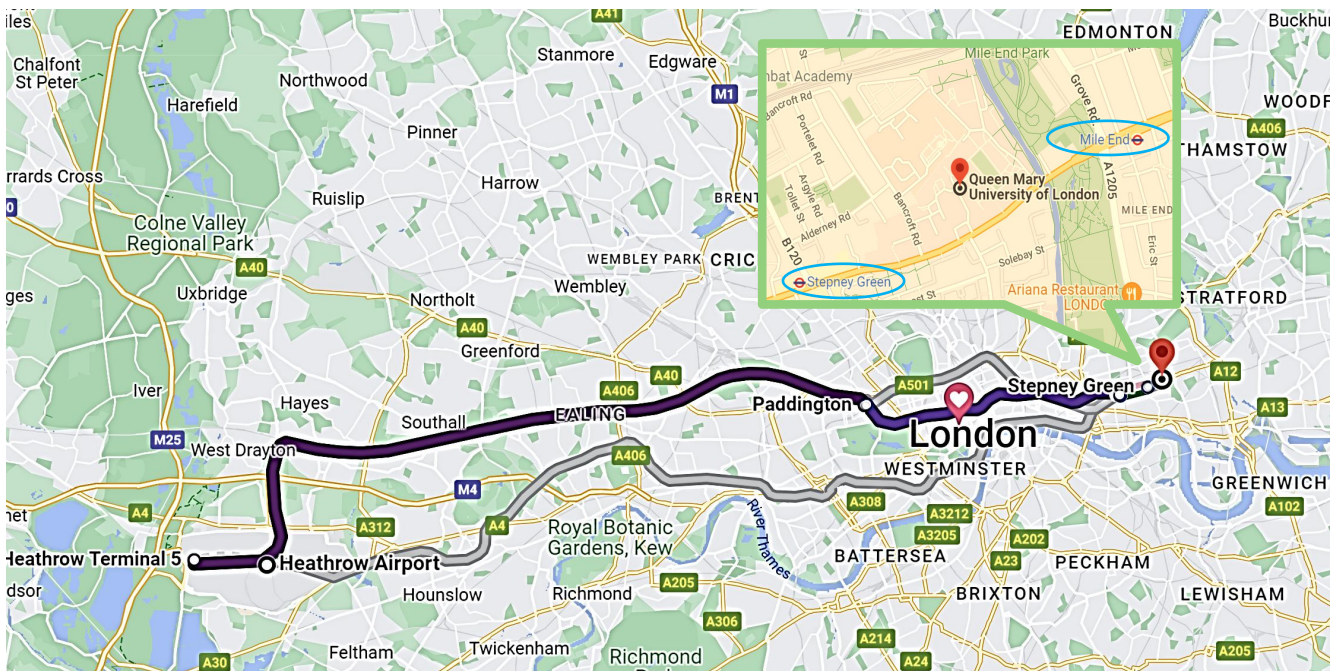 A41
Chalfont
St Peter
Northwood
Harefield
Stanmore
Edgware
M1
Pinner
Harrow
Ruislip
Colne Valley
Regional Park
A40
Uxbridge
WEMBLEY PARK
CRIC
BRENT
Wembley
Northolt
A40
Greenford
EDMONTON
Buckhu
WOODF
A406
THAMSTOW
Mile End Park
Academy
Bancroft Rd
Portelet Rd
Argyle Rd
Tollet St
Alderney Rd
Bancroft Rd
B120
Grove Rd
Mile End
A1205
Queen Mary
University of London
MILE END
Solebay St
Eric St
Stepney Green
Ariana Restaurant
LONDO
STRATFORD
Iver
Hayes
Southall
EALING
A406
A40
Paddington
A501
Stepney Green
A12
A13
London
WESTMINSTER
M25
West Drayton
M4
A406
A308
A4
A312
A4
Royal Botanic
Gardens, Kew
River Thames
A3212
A3205
A202
A23
GREENWICH
A102
Heathrow Terminal 5
Heathrow Airport
BATTERSEA
PECKHAM
Hounslow
Richmond
A205
BRIXTON
LEWISHAM
A306
A214
A24
A205
A30
Feltham
Twickenham
Richmond